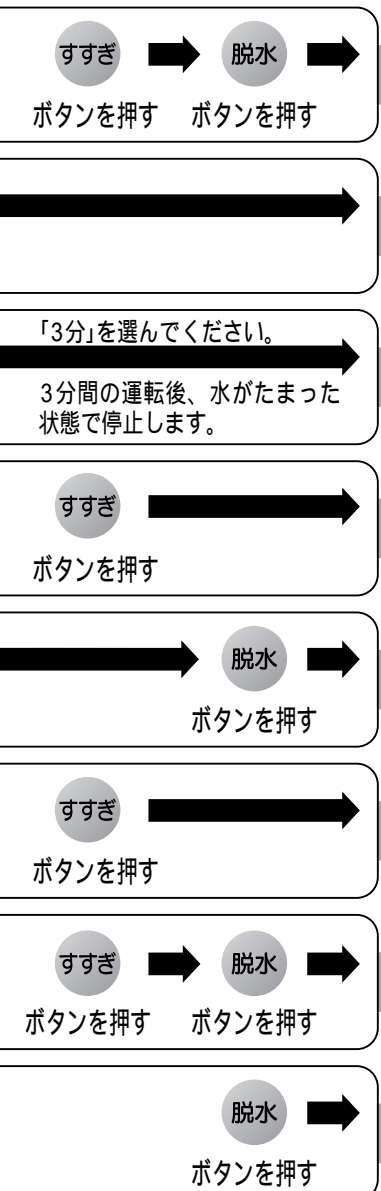 すすぎ 脱水
ボタンを押す ボタンを押す
「3分」を選んでください。
3分間の運転後、水がたまった
状態で停止します。
すすぎ
ボタンを押す
脱水
ボタンを押す
すすぎ
ボタンを押す
すすぎ 脱水
ボタンを押す ボタンを押す
脱水
ボタンを押す